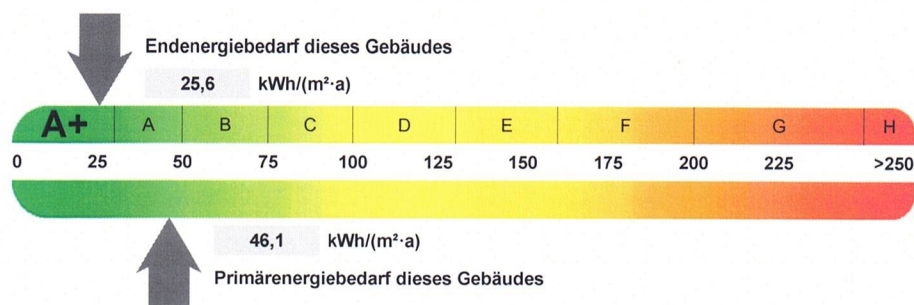 Endenergiebedarf dieses Gebäudes
25,6 kWh/(m²·a)
A+ A B C D E F G H
0 25 50 75 100 125 150 175 200 225 >250
46,1 kWh/(m²·a)
Primärenergiebedarf dieses Gebäudes